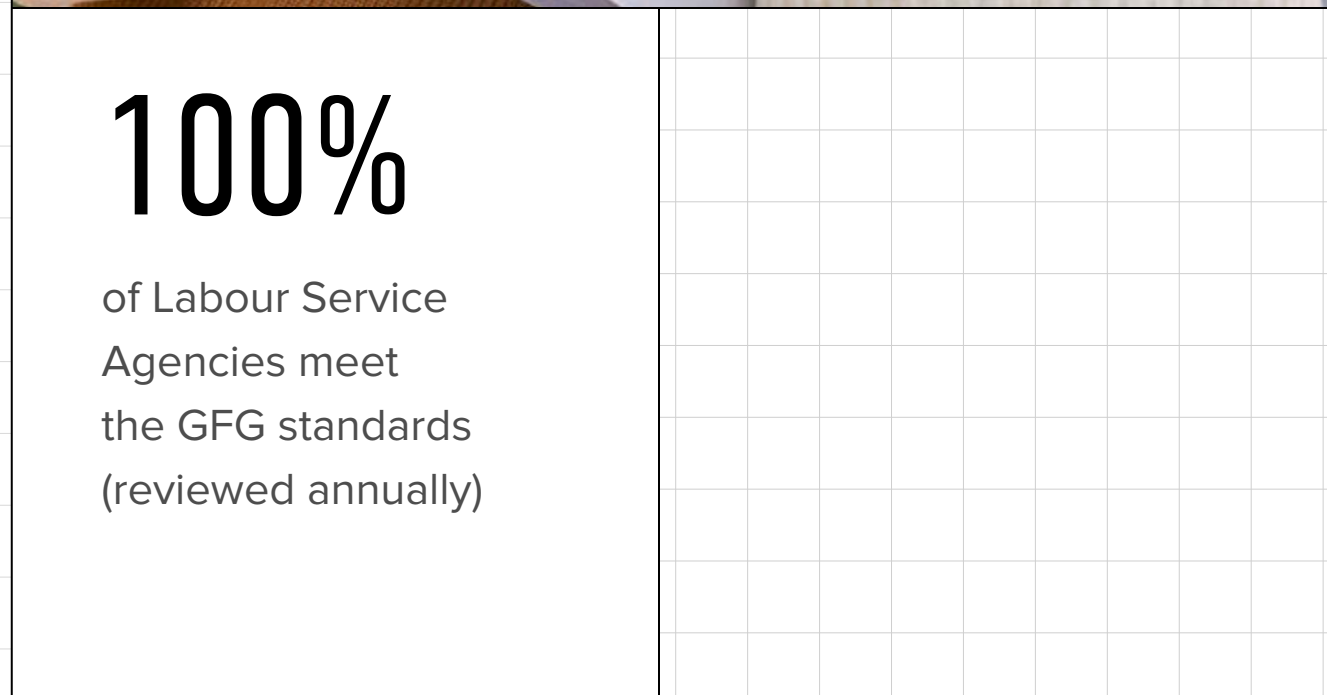 100%
of Labour Service
Agencies meet
the GFG standards
(reviewed annually)